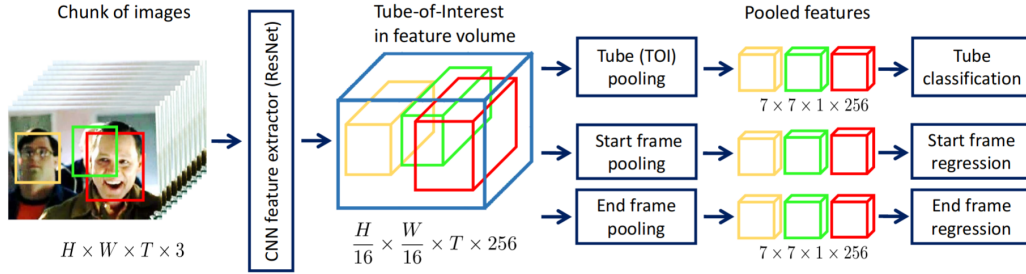 Chunk of images
H × W × T × 3
CNN feature extractor (ResNet)
Tube-of-Interest
in feature volume
H/16 × W/16 × T × 256
Tube (TOI)
pooling
Start frame
pooling
End frame
pooling
Pooled features
7 × 7 × 1 × 256
7 × 7 × 1 × 256
Tube
classification
Start frame
regression
End frame
regression